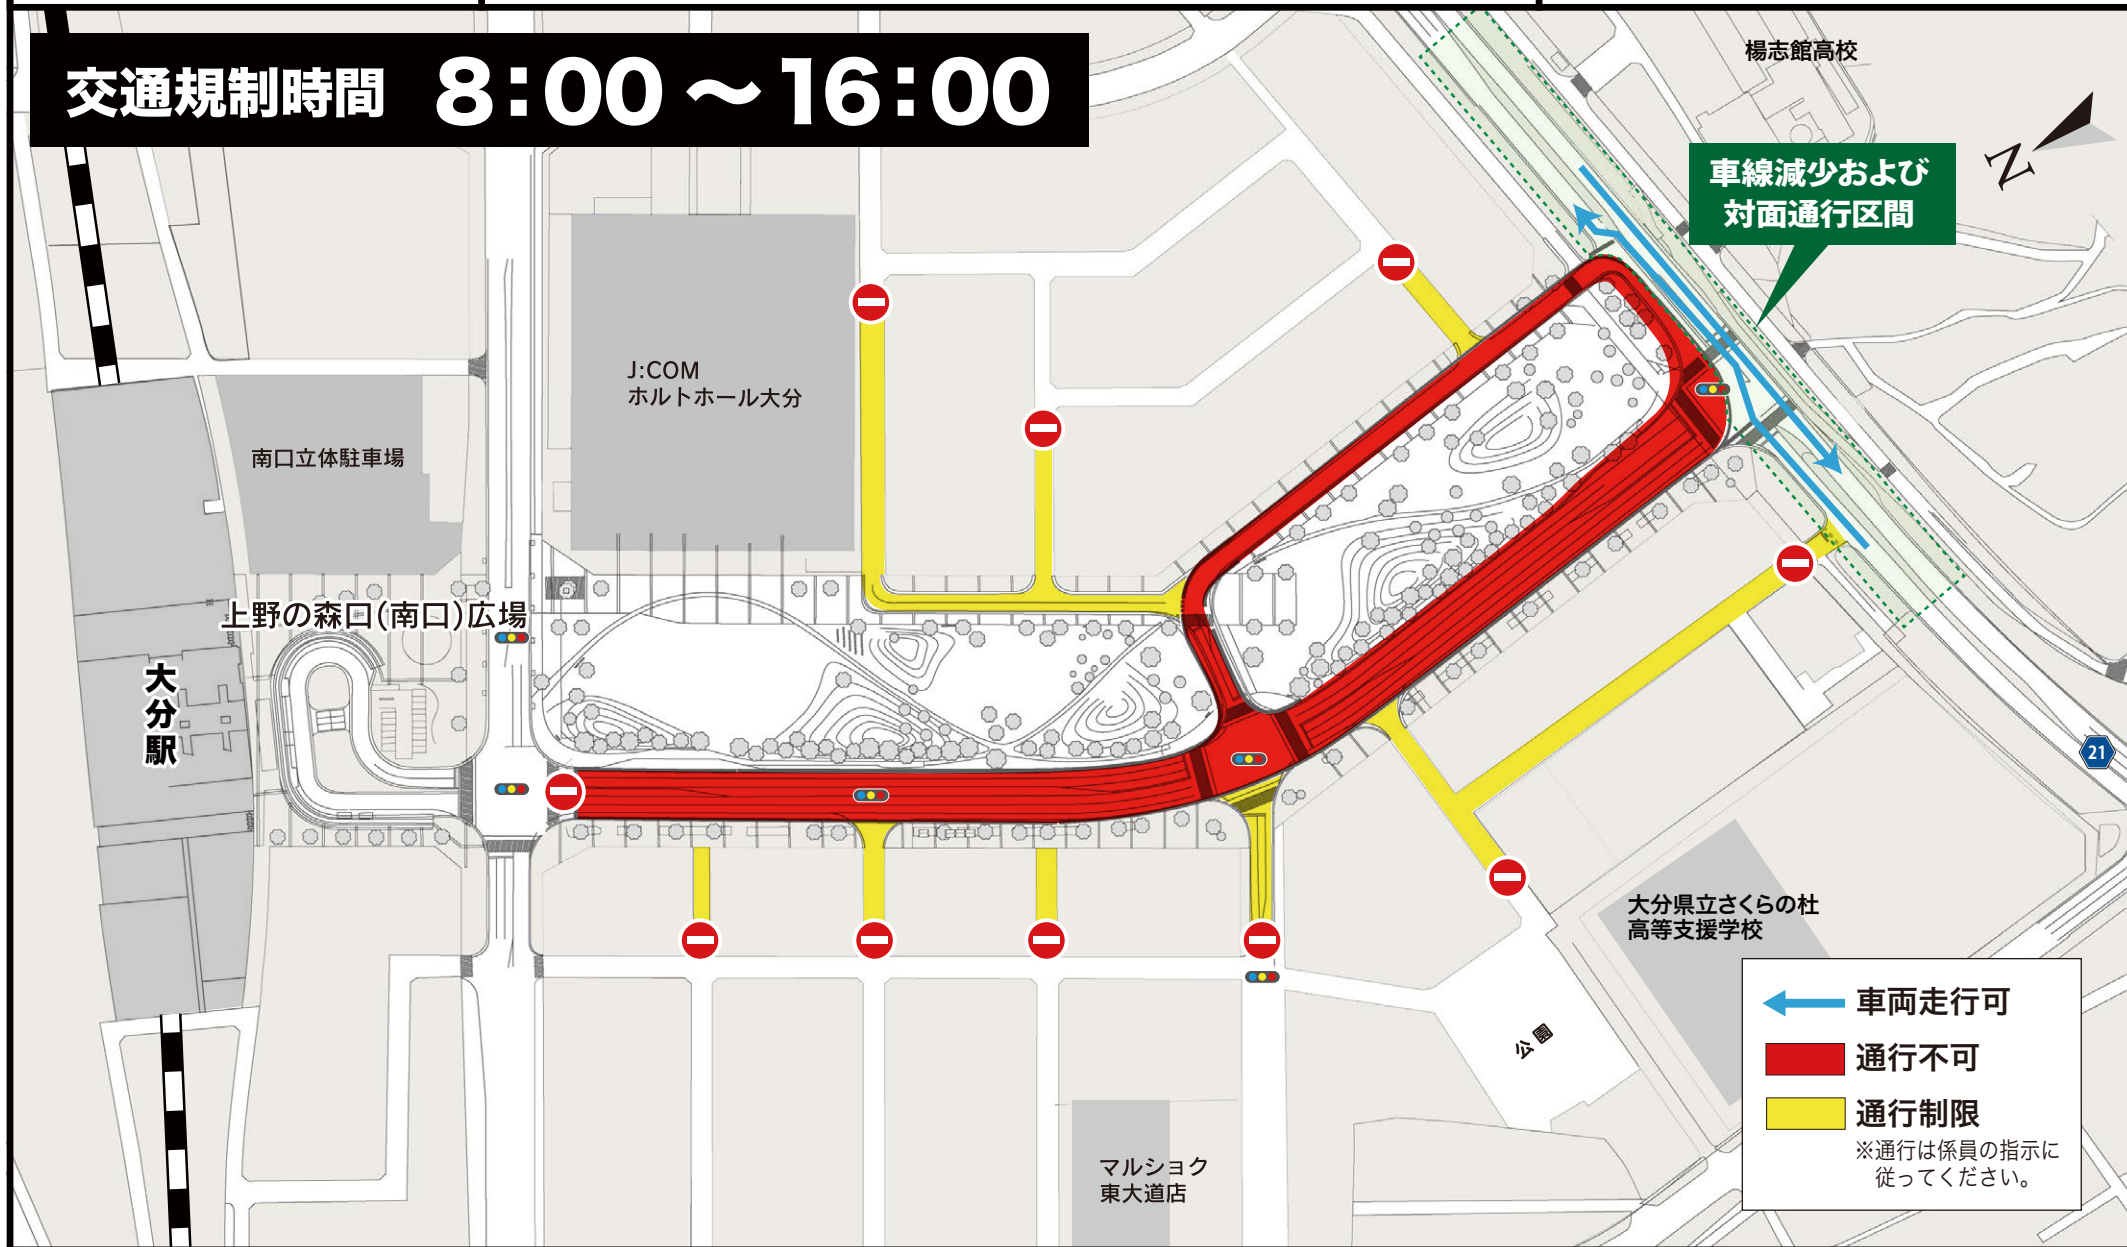 交通規制時間 8：00～16：00
楊志館高校
N
車線減少および
対面通行区間
J:COM
ホルトホール大分
南口立体駐車場
上野の森口(南口)広場
大分駅
21
大分県立さくらの杜
高等支援学校
公園
マルショク
東大道店
車両走行可
通行不可
通行制限
※通行は係員の指示に
従ってください。